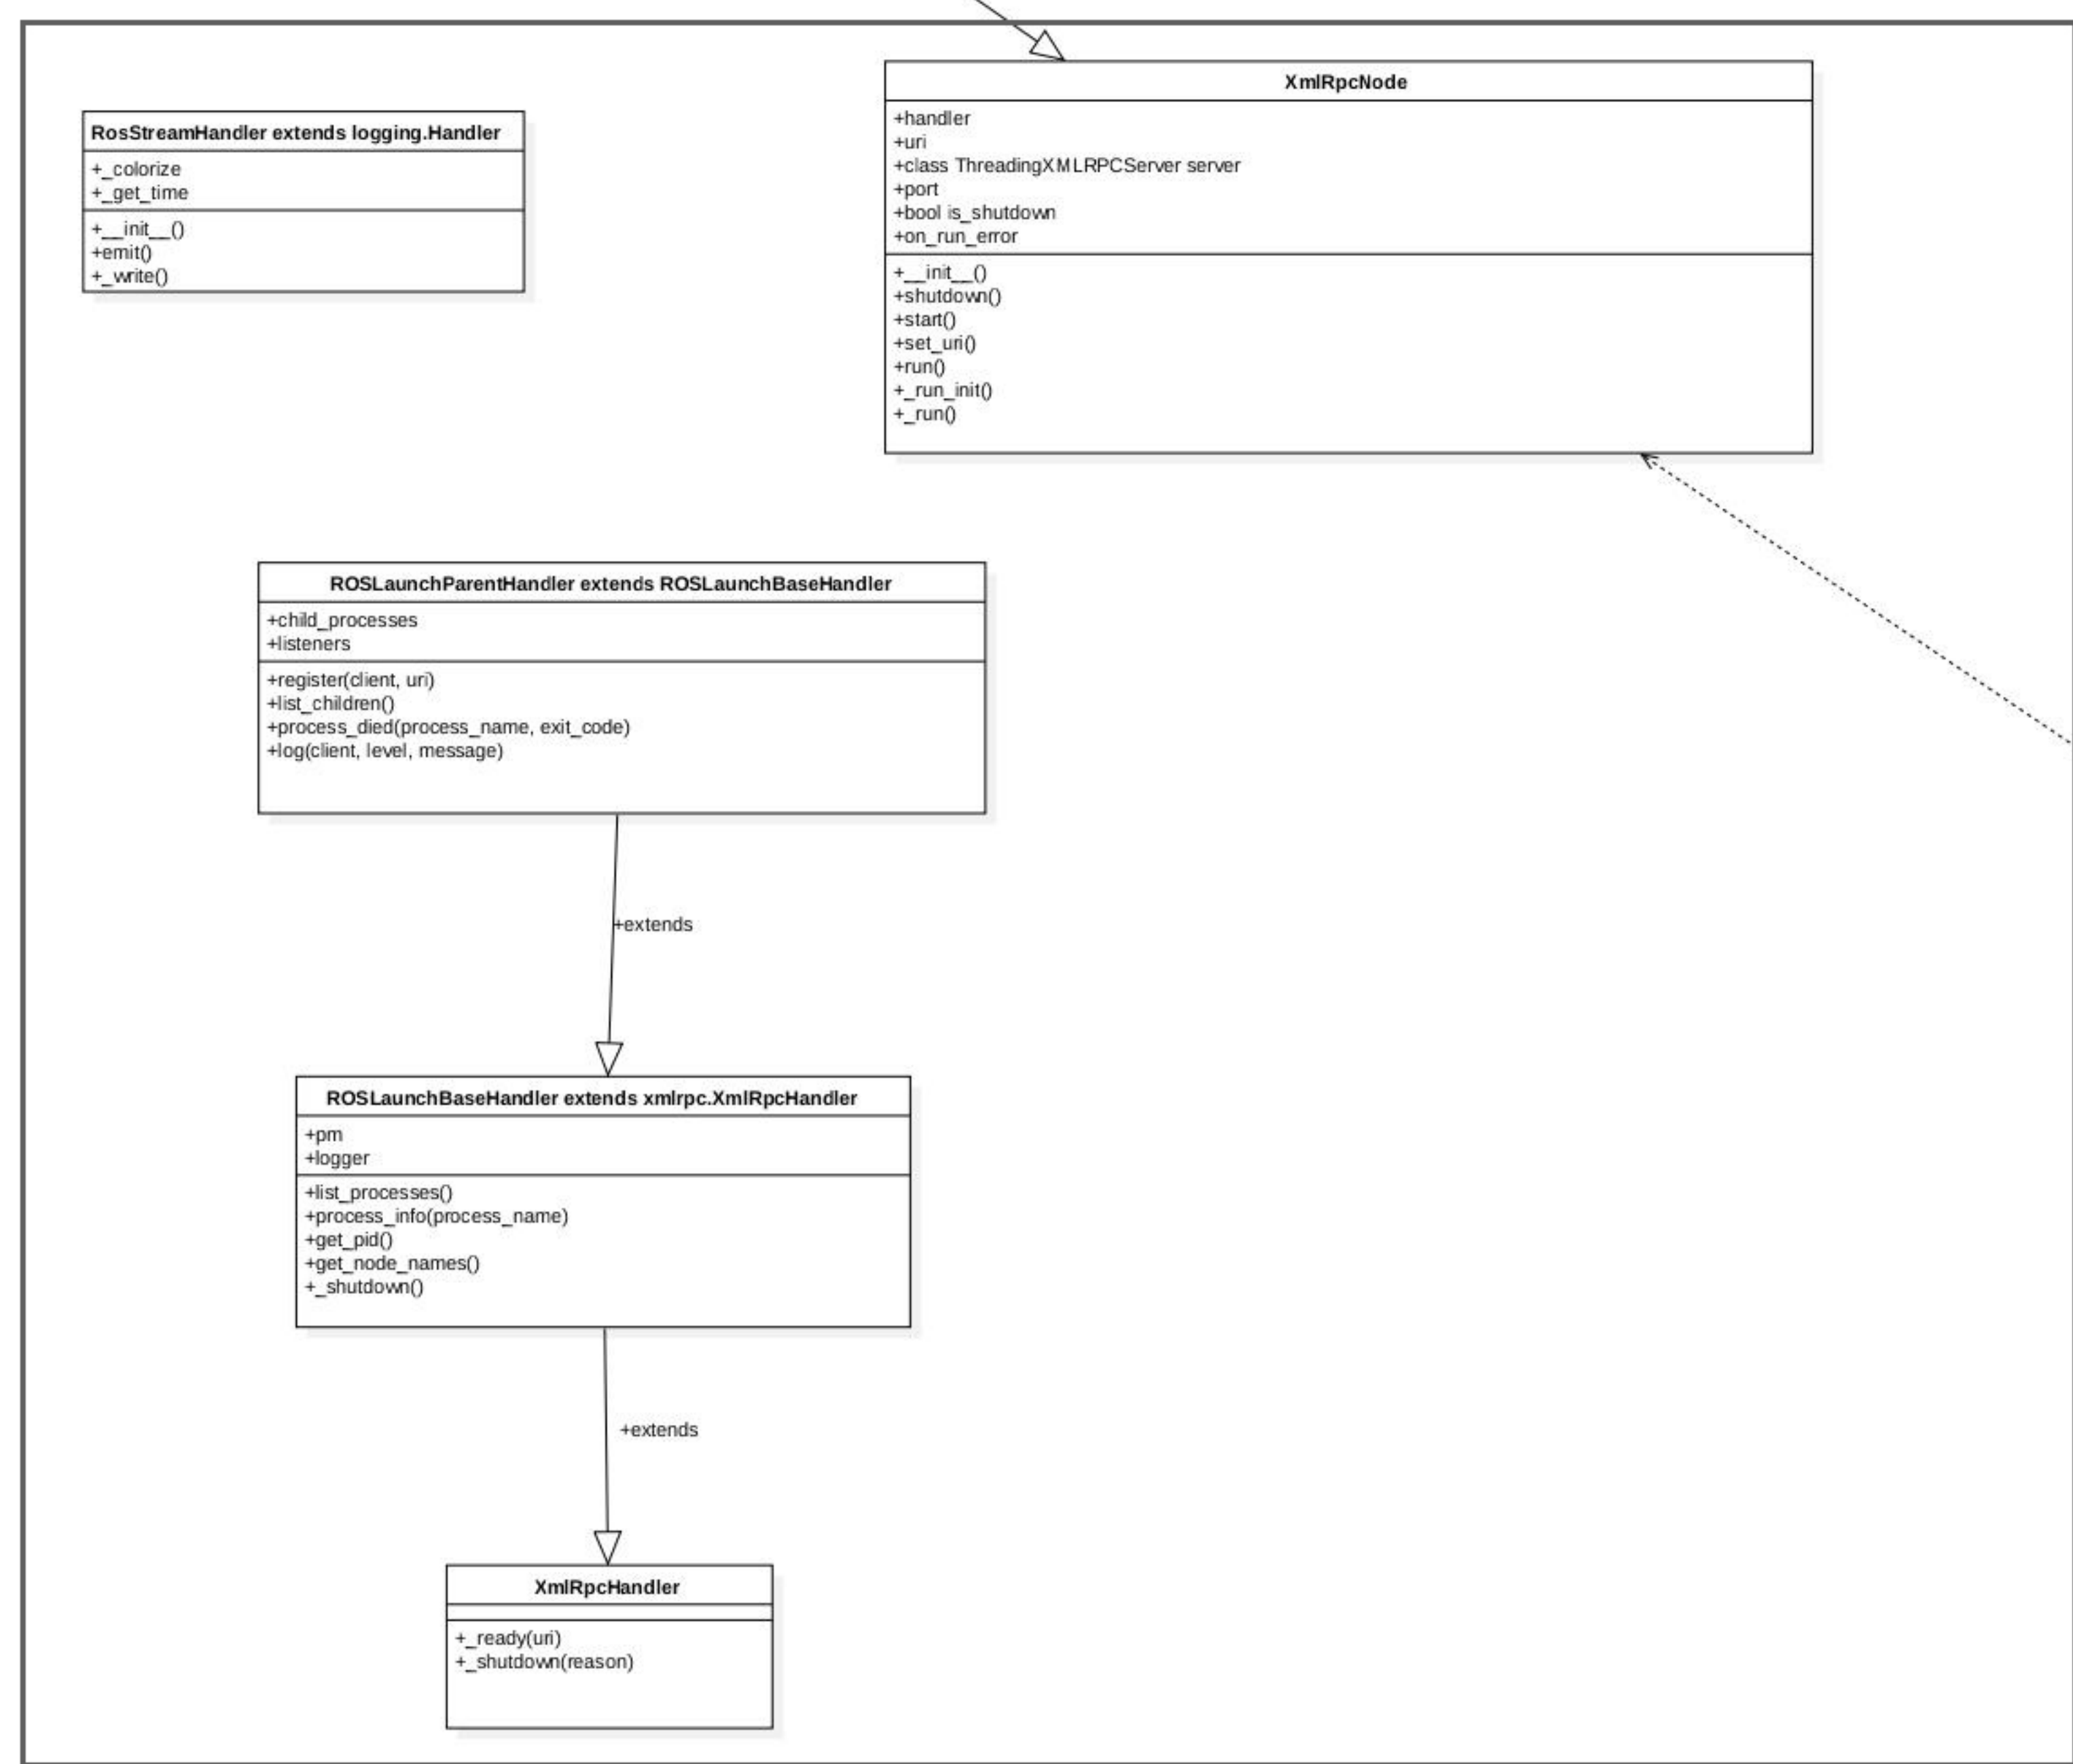 XmlRpcNode
+handler
+uri
+class ThreadingXMLRPCServer server
+port
+bool is_shutdown
+on_run_error
+__init__()
+shutdown()
+start()
+set_uri()
+run()
+_run_init()
+_run()
RosStreamHandler extends logging.Handler
+_colorize
+_get_time
+__init__()
+emit()
+_write()
ROSLaunchParentHandler extends ROSLaunchBaseHandler
+child_processes
+listeners
+register(client, uri)
+list_children()
+process_died(process_name, exit_code)
+log(client, level, message)
+extends
ROSLaunchBaseHandler extends xmlrpc.XmlRpcHandler
+pm
+logger
+list_processes()
+process_info(process_name)
+get_pid()
+get_node_names()
+_shutdown()
+extends
XmlRpcHandler
+_ready(uri)
+_shutdown(reason)